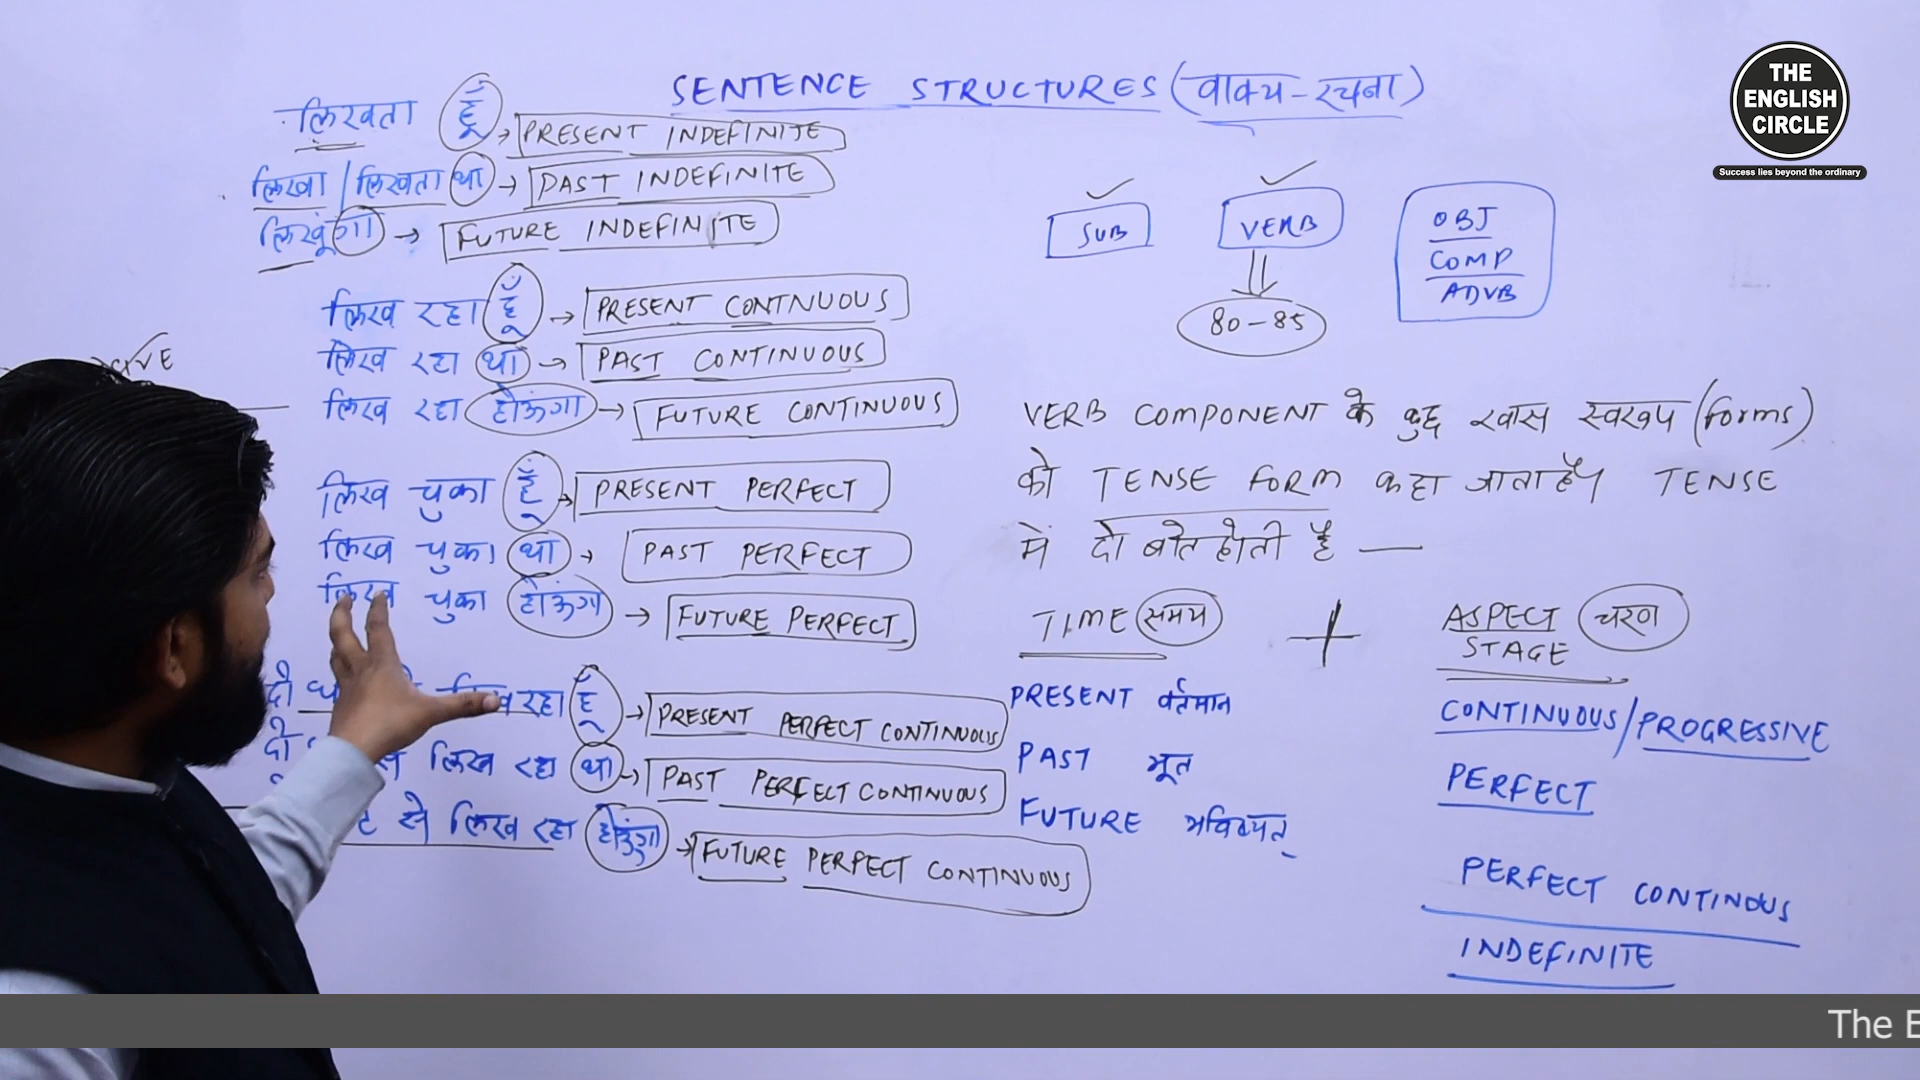 SENTENCE STRUCTURES (वाक्य-रचना)
THE
ENGLISH
CIRCLE
Success lies beyond the ordinary
लिखता हूँ → PRESENT INDEFINITE
लिखा / लिखता था → PAST INDEFINITE
लिखूंगा → FUTURE INDEFINITE
लिख रहा हूँ → PRESENT CONTNUOUS
लिख रहा था → PAST CONTINUOUS
लिख रहा होऊंगा → FUTURE CONTINUOUS
लिख चुका हूँ → PRESENT PERFECT
लिख चुका था → PAST PERFECT
लिख चुका होऊंगा → FUTURE PERFECT
दो रहा हूँ → PRESENT PERFECT CONTINUOUS
दो लिख रहा था → PAST PERFECT CONTINUOUS
से लिख रहा होऊंगा → FUTURE PERFECT CONTINUOUS
SUB
VERB
80-85
OBJ
COMP
ADVB
VERB COMPONENT के कुछ खास स्वरूप (forms)
को TENSE FORM कहा जाता है। TENSE
में दो बाते होती है —
TIME (समय) + ASPECT (चरण)
STAGE
PRESENT वर्तमान
PAST भूत
FUTURE भविष्यत्
CONTINUOUS/PROGRESSIVE
PERFECT
PERFECT CONTINOUS
INDEFINITE
The